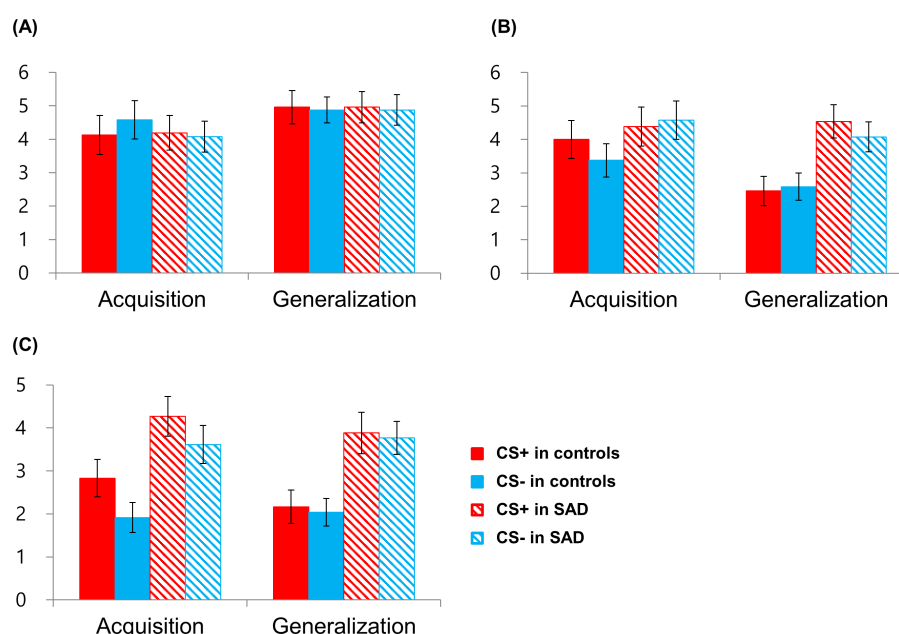 (A)
6
5
4
3
2
1
0
Acquisition Generalization
(B)
6
5
4
3
2
1
0
Acquisition Generalization
(C)
5
4
3
2
1
0
Acquisition Generalization
CS+ in controls
CS- in controls
CS+ in SAD
CS- in SAD